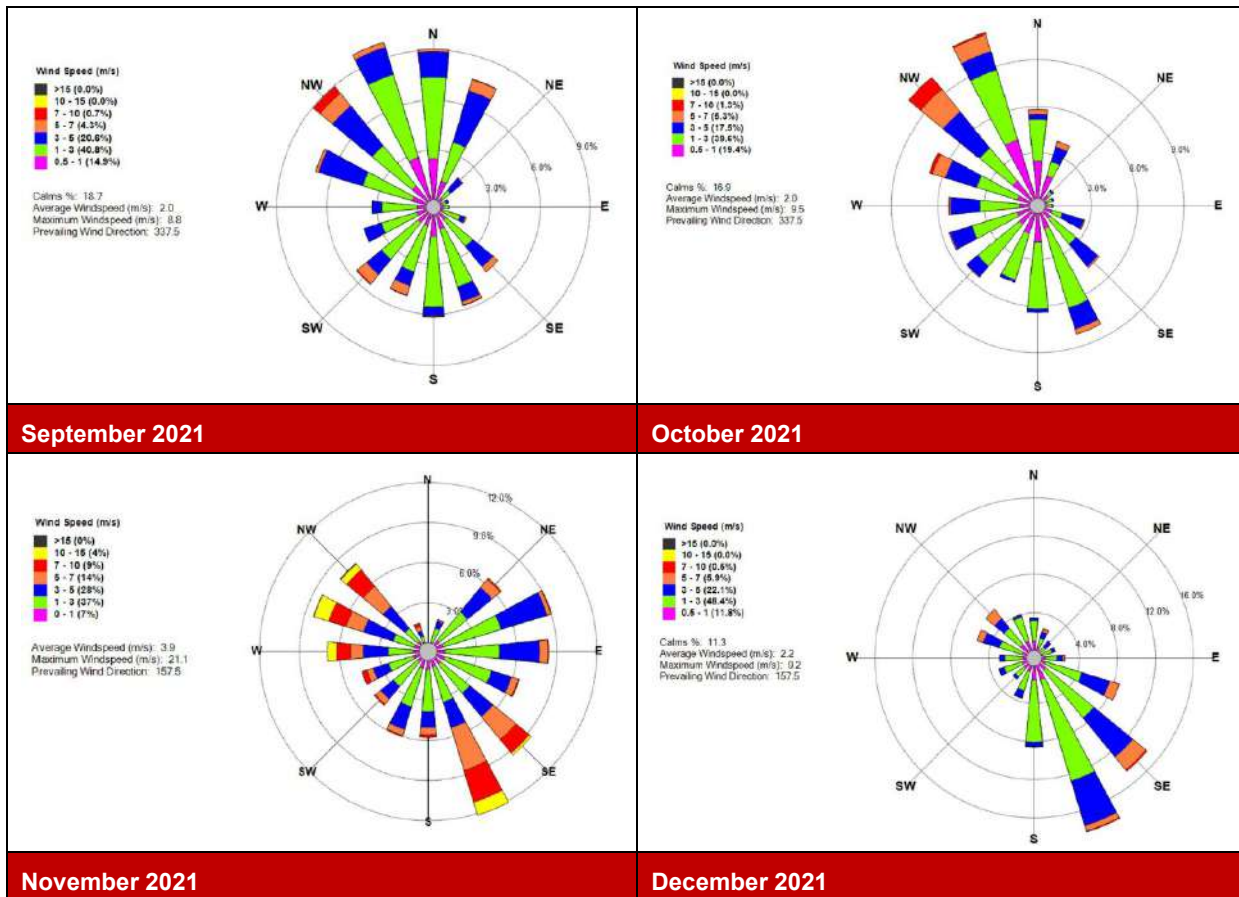 N
NE
E
SE
S
SW
W
NW
3.0%
6.0%
9.0%
Wind Speed (m/s)
>15 (0.0%)
10 - 15 (0.0%)
7 - 10 (0.7%)
5 - 7 (4.3%)
3 - 5 (20.6%)
1 - 3 (40.8%)
0.5 - 1 (14.9%)
Calms %: 18.7
Average Windspeed (m/s): 2.0
Maximum Windspeed (m/s): 8.8
Prevailing Wind Direction: 337.5
September 2021
N
NE
E
SE
S
SW
W
NW
3.0%
6.0%
9.0%
Wind Speed (m/s)
>15 (0.0%)
10 - 15 (0.0%)
7 - 10 (1.3%)
5 - 7 (5.3%)
3 - 5 (17.5%)
1 - 3 (39.6%)
0.5 - 1 (19.4%)
Calms %: 16.9
Average Windspeed (m/s): 2.0
Maximum Windspeed (m/s): 9.5
Prevailing Wind Direction: 337.5
October 2021
N
NE
E
SE
S
SW
W
NW
3.0%
6.0%
9.0%
12.0%
Wind Speed (m/s)
>15 (0%)
10 - 15 (4%)
7 - 10 (9%)
5 - 7 (14%)
3 - 5 (28%)
1 - 3 (37%)
0 - 1 (7%)
Average Windspeed (m/s): 3.9
Maximum Windspeed (m/s): 21.1
Prevailing Wind Direction: 157.5
November 2021
N
NE
E
SE
S
SW
W
NW
4.0%
8.0%
12.0%
16.0%
Wind Speed (m/s)
>15 (0.0%)
10 - 15 (0.0%)
7 - 10 (0.5%)
5 - 7 (5.9%)
3 - 5 (22.1%)
1 - 3 (48.4%)
0.5 - 1 (11.8%)
Calms %: 11.3
Average Windspeed (m/s): 2.2
Maximum Windspeed (m/s):
Prevailing Wind Direction: 157.5
December 2021